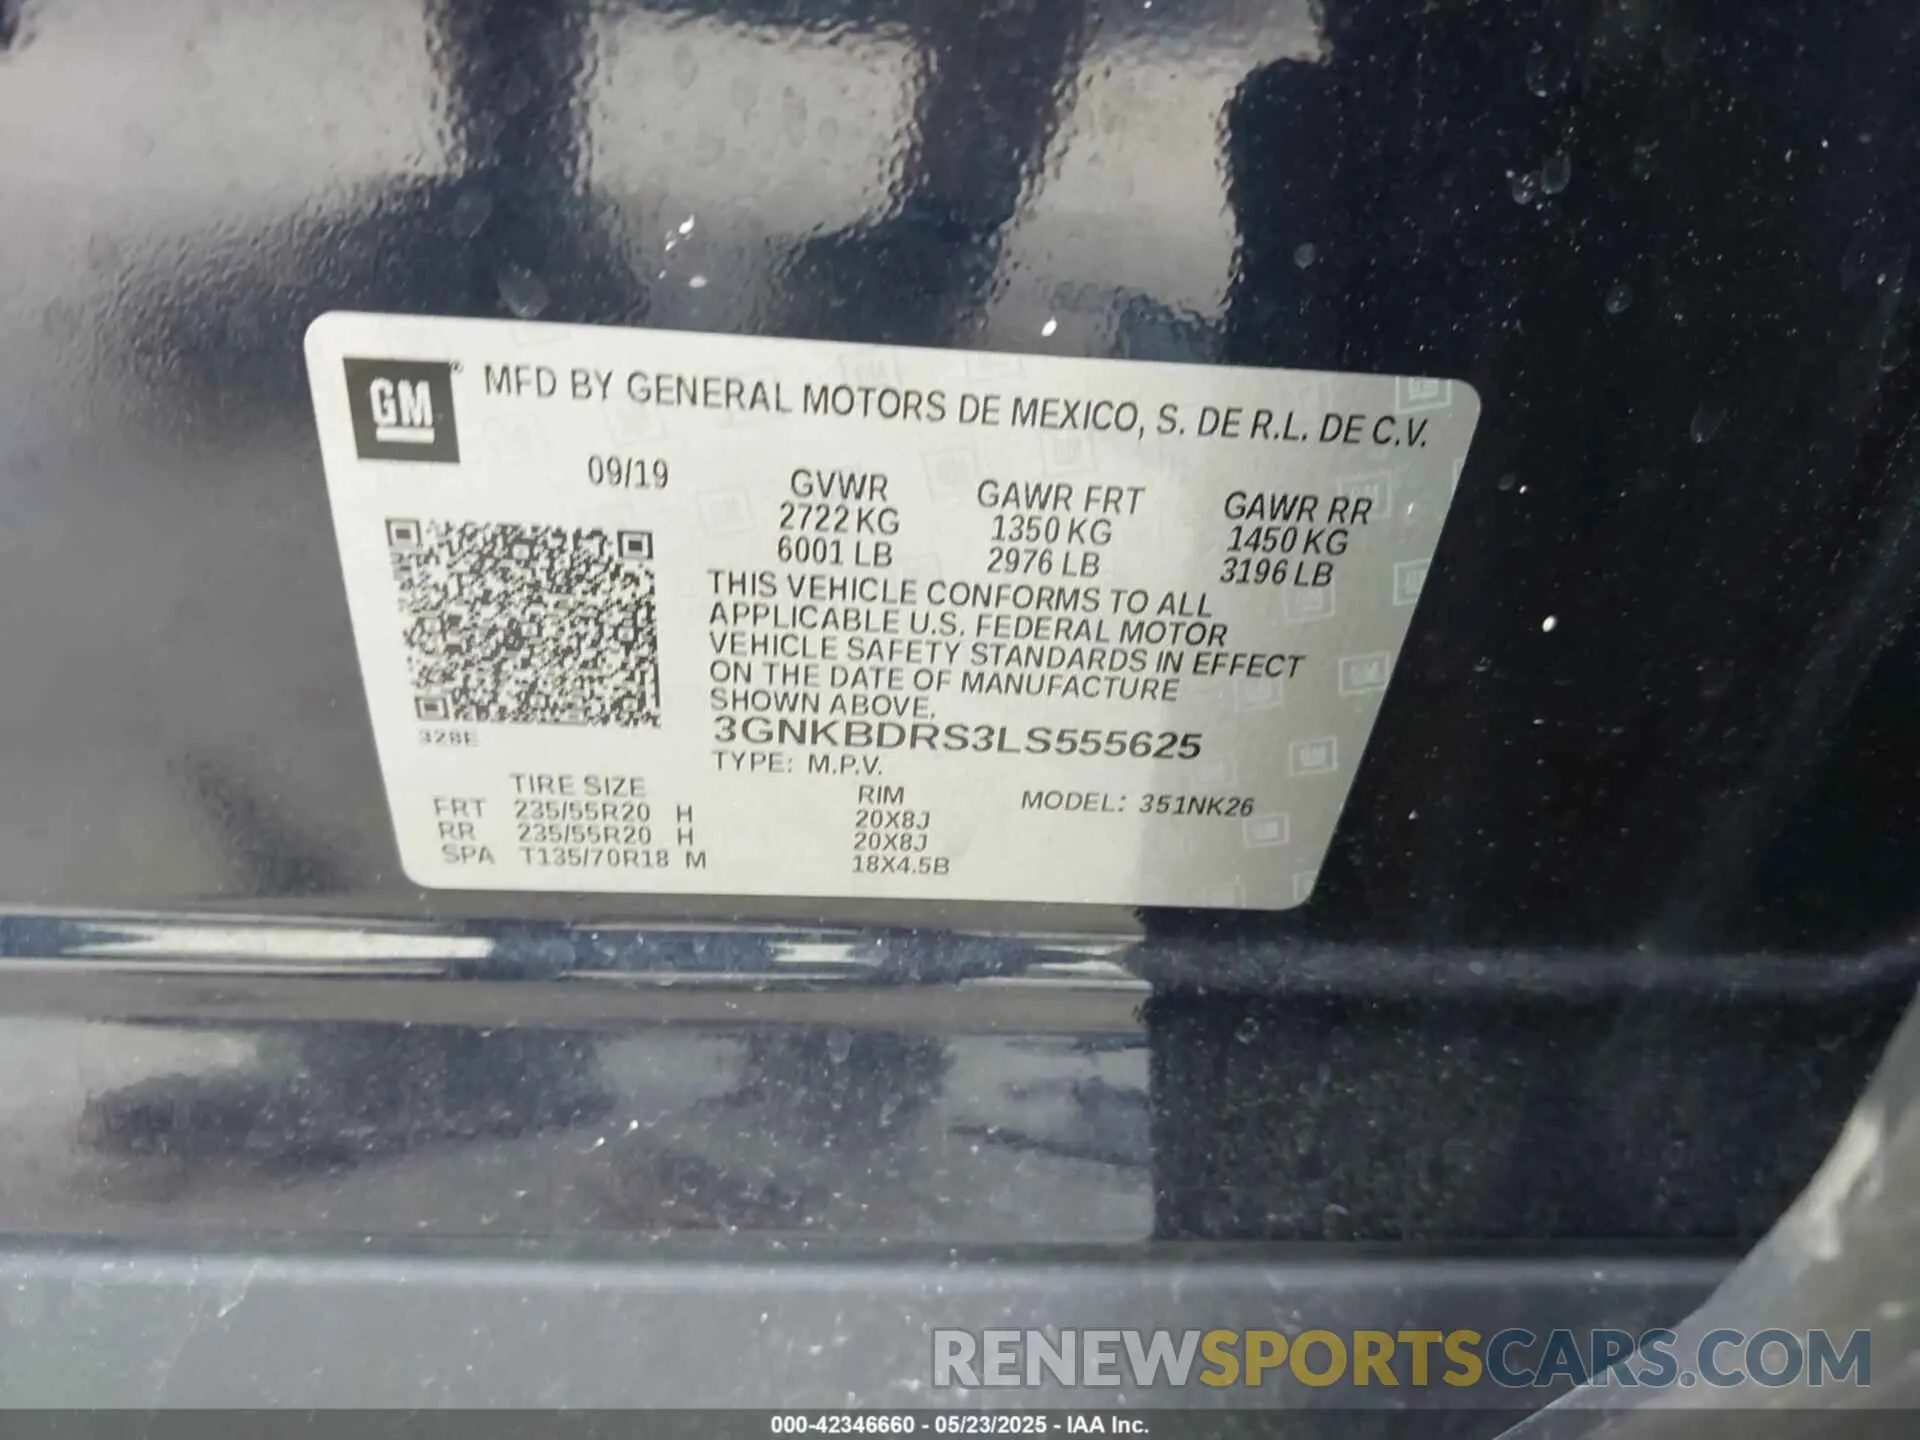 GM® MFD BY GENERAL MOTORS DE MEXICO, S. DE R.L. DE C.V.
09/19
GVWR GAWR FRT GAWR RR
2722 KG 1350 KG 1450 KG
6001 LB 2976 LB 3196 LB
THIS VEHICLE CONFORMS TO ALL
APPLICABLE U.S. FEDERAL MOTOR
VEHICLE SAFETY STANDARDS IN EFFECT
ON THE DATE OF MANUFACTURE
SHOWN ABOVE.
328E
3GNKBDRS3LS555625
TYPE: M.P.V.
TIRE SIZE RIM MODEL: 351NK26
FRT 235/55R20 H 20X8J
RR 235/55R20 H 20X8J
SPA T135/70R18 M 18X4.5B
RENEWSPORTSCARS.COM
000-42346660 - 05/23/2025 - IAA Inc.